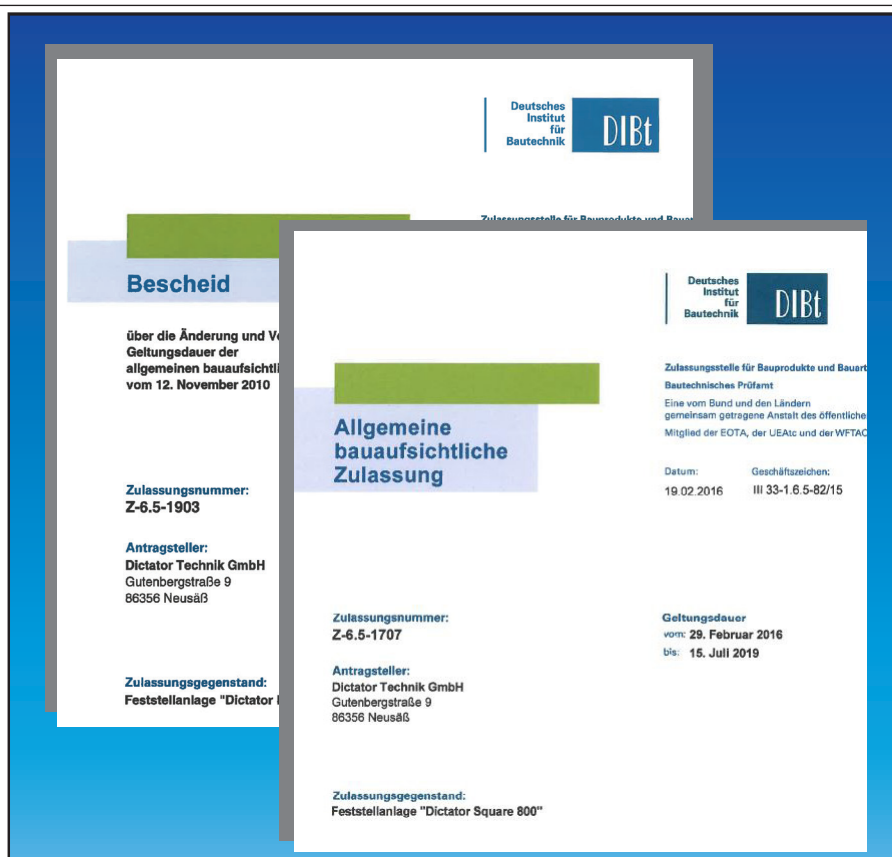 Deutsches
Institut
für
Bautechnik
DIBt
Zulassungsstelle für Bauprodukte und Bauar
Bescheid
über die Änderung und V
Geltungsdauer der
allgemeinen bauaufsichtli
vom 12. November 2010
Zulassungsnummer:
Z-6.5-1903
Antragsteller:
Dictator Technik GmbH
Gutenbergstraße 9
86356 Neusäß
Zulassungsgegenstand:
Feststellanlage "Dictator
Deutsches
Institut
für
Bautechnik
DIBt
Zulassungsstelle für Bauprodukte und Bauart
Bautechnisches Prüfamt
Eine vom Bund und den Ländern
gemeinsam getragene Anstalt des öffentliche
Mitglied der EOTA, der UEAtc und der WFTAO
Allgemeine
bauaufsichtliche
Zulassung
Datum:
Geschäftszeichen:
19.02.2016
III 33-1.6.5-82/15
Zulassungsnummer:
Z-6.5-1707
Geltungsdauer
vom: 29. Februar 2016
bis: 15. Juli 2019
Antragsteller:
Dictator Technik GmbH
Gutenbergstraße 9
86356 Neusäß
Zulassungsgegenstand:
Feststellanlage "Dictator Square 800"